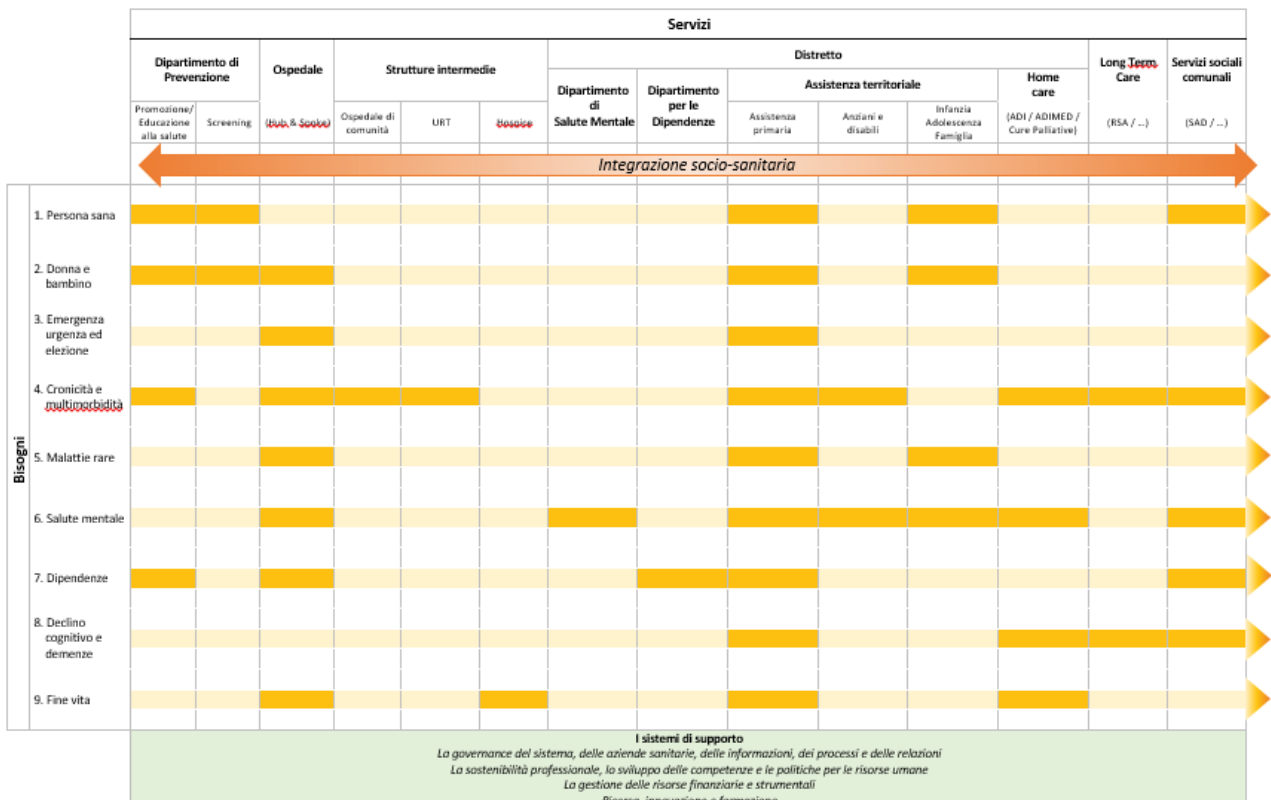 Servizi
Dipartimento di
Prevenzione
Ospedale
Strutture intermedie
Distretto
Long Term
Care
Servizi sociali
comunali
Dipartimento
di
Salute Mentale
Dipartimento
per le
Dipendenze
Assistenza territoriale
Home
care
Promozione/
Educazione
alla salute
Screening
(Hub & Spoke)
Ospedale di
comunità
URT
Hospice
Assistenza
primaria
Anziani e
disabili
Infanzia
Adolescenza
Famiglia
(ADI / ADIMED /
Cure Palliative)
(RSA / ...)
(SAD / ...)
Integrazione socio-sanitaria
Bisogni
1. Persona sana
2. Donna e
bambino
3. Emergenza
urgenza ed
elezione
4. Cronicità e
multimorbidità
5. Malattie rare
6. Salute mentale
7. Dipendenze
8. Declino
cognitivo e
demenze
9. Fine vita
I sistemi di supporto
La governance del sistema, delle aziende sanitarie, delle informazioni, dei processi e delle relazioni
La sostenibilità professionale, lo sviluppo delle competenze e le politiche per le risorse umane
La gestione delle risorse finanziarie e strumentali
Ricerca, innovazione e formazione